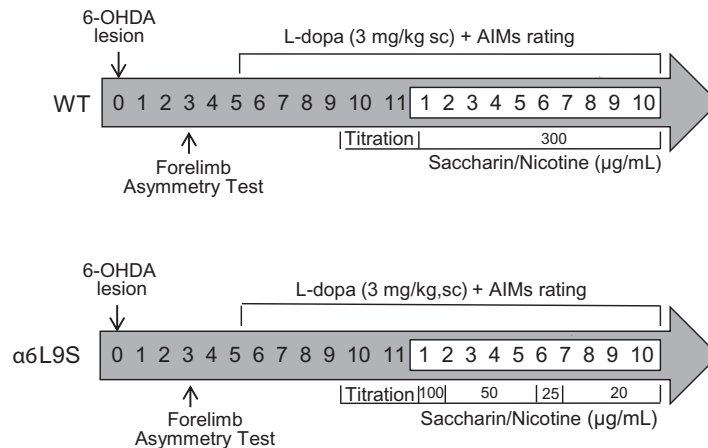 6-OHDA
lesion
L-dopa (3 mg/kg sc) + AIMs rating
WT
0 1 2 3 4 5 6 7 8 9 10 11 1 2 3 4 5 6 7 8 9 10
Titration 300
Saccharin/Nicotine (µg/mL)
Forelimb
Asymmetry Test
6-OHDA
lesion
L-dopa (3 mg/kg,sc) + AIMs rating
α6L9S
0 1 2 3 4 5 6 7 8 9 10 11 1 2 3 4 5 6 7 8 9 10
Titration 100 50 25 20
Saccharin/Nicotine (µg/mL)
Forelimb
Asymmetry Test